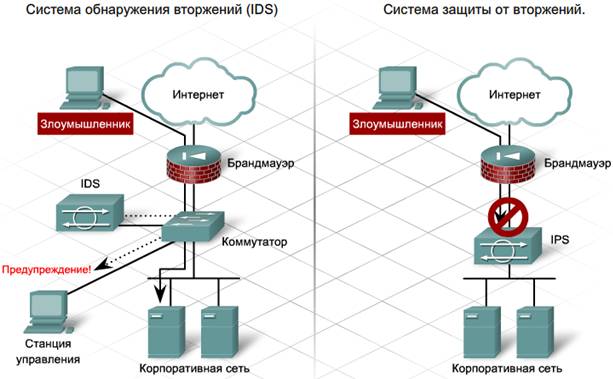 Система обнаружения вторжений (IDS)
Интернет
Злоумышленник
Брандмауэр
IDS
Коммутатор
Предупреждение!
Станция
управления
Корпоративная сеть
Система защиты от вторжений.
Интернет
Злоумышленник
Брандмауэр
IPS
Корпоративная сеть